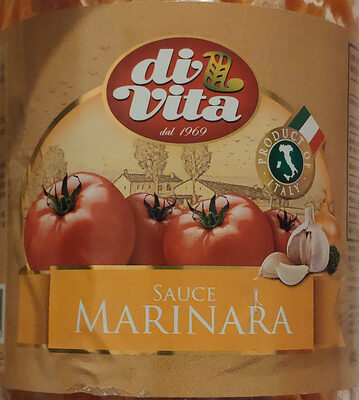 di
Vita
dal 1969
PRODUCT OF
ITALY
SAUCE
MARINARA